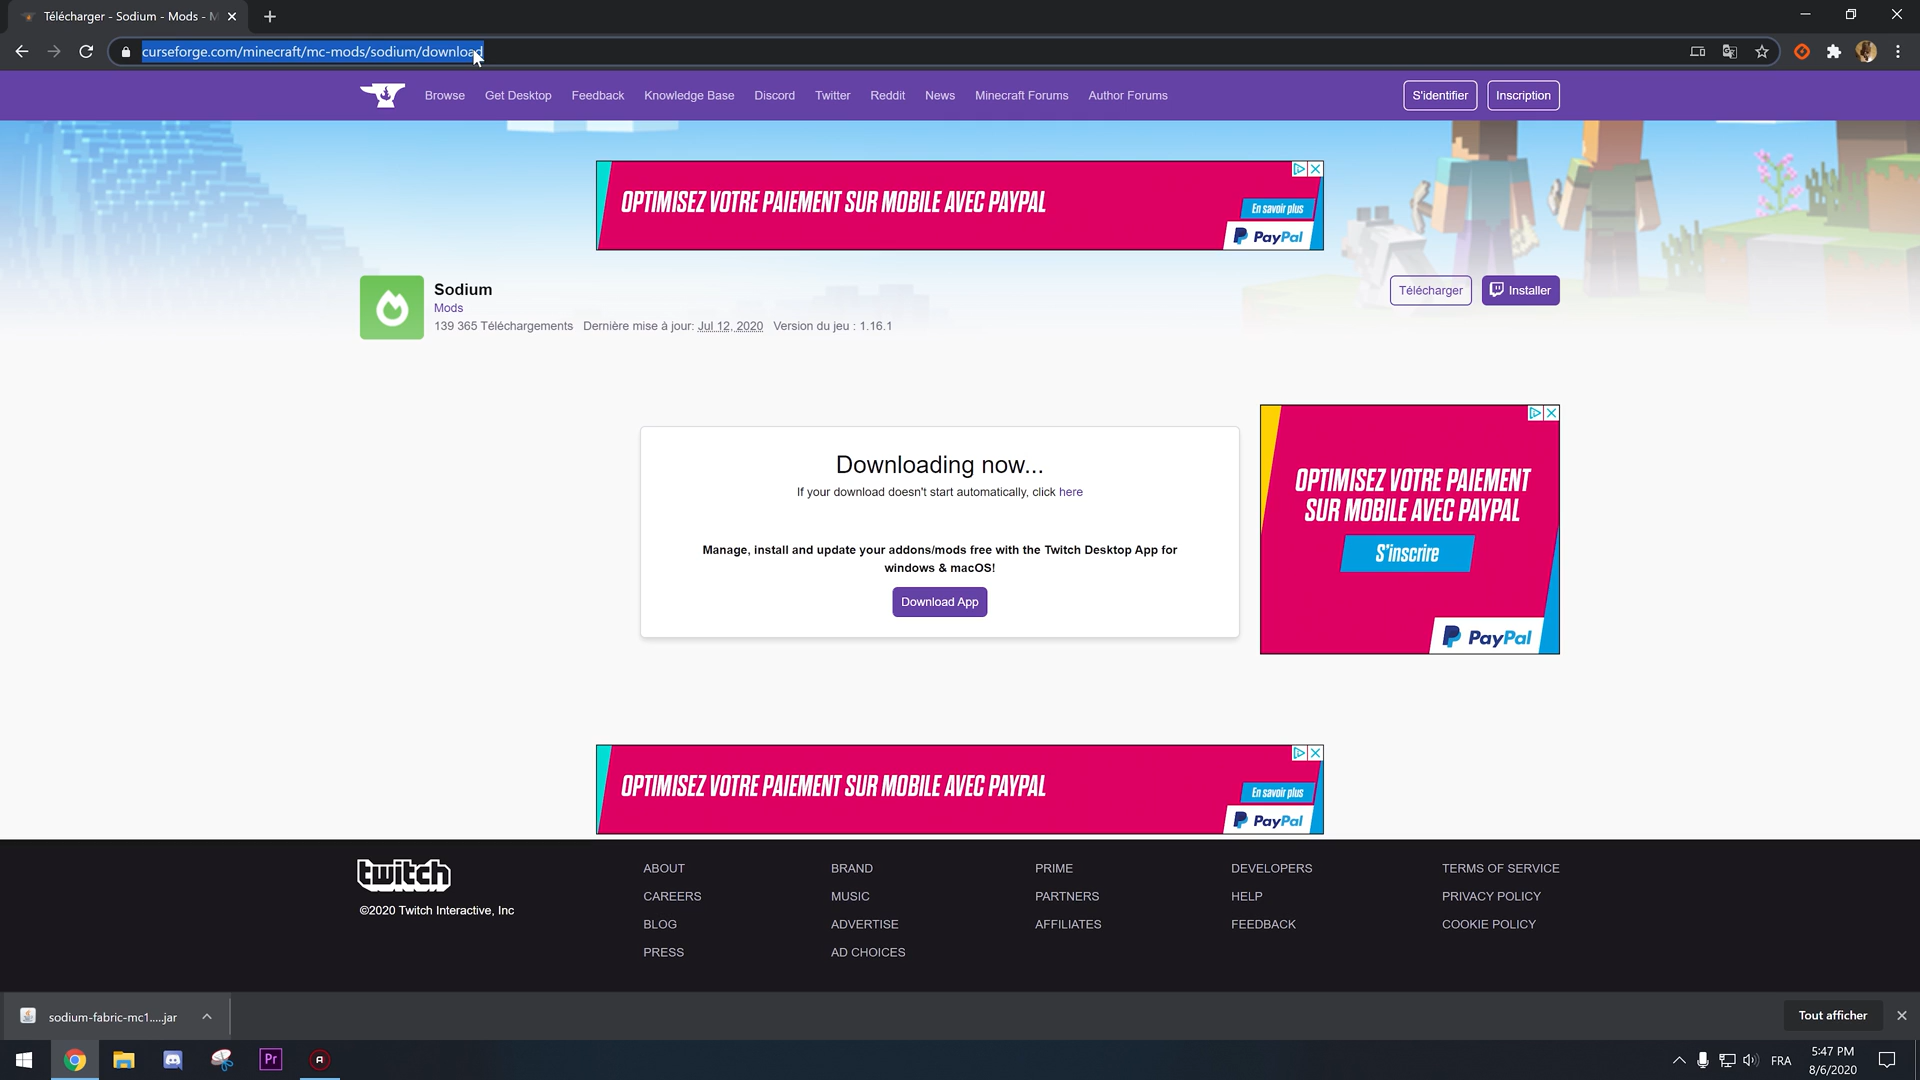 Télécharger - Sodium - Mods - M
curseforge.com/minecraft/mc-mods/sodium/download
Browse
Get Desktop
Feedback
Knowledge Base
Discord
Twitter
Reddit
News
Minecraft Forums
Author Forums
S'identifier
Inscription
OPTIMISEZ VOTRE PAIEMENT SUR MOBILE AVEC PAYPAL
En savoir plus
PayPal
Sodium
Mods
139 365 Téléchargements Dernière mise à jour: Jul 12, 2020 Version du jeu : 1.16.1
Télécharger
Installer
Downloading now...
If your download doesn't start automatically, click here
Manage, install and update your addons/mods free with the Twitch Desktop App for
windows & macOS!
Download App
OPTIMISEZ VOTRE PAIEMENT
SUR MOBILE AVEC PAYPAL
S'inscrire
PayPal
OPTIMISEZ VOTRE PAIEMENT SUR MOBILE AVEC PAYPAL
En savoir plus
PayPal
twitch
©2020 Twitch Interactive, Inc
ABOUT
CAREERS
BLOG
PRESS
BRAND
MUSIC
ADVERTISE
AD CHOICES
PRIME
PARTNERS
AFFILIATES
DEVELOPERS
HELP
FEEDBACK
TERMS OF SERVICE
PRIVACY POLICY
COOKIE POLICY
sodium-fabric-mc1.....jar
Tout afficher
Pr
A
FRA
5:47 PM
8/6/2020